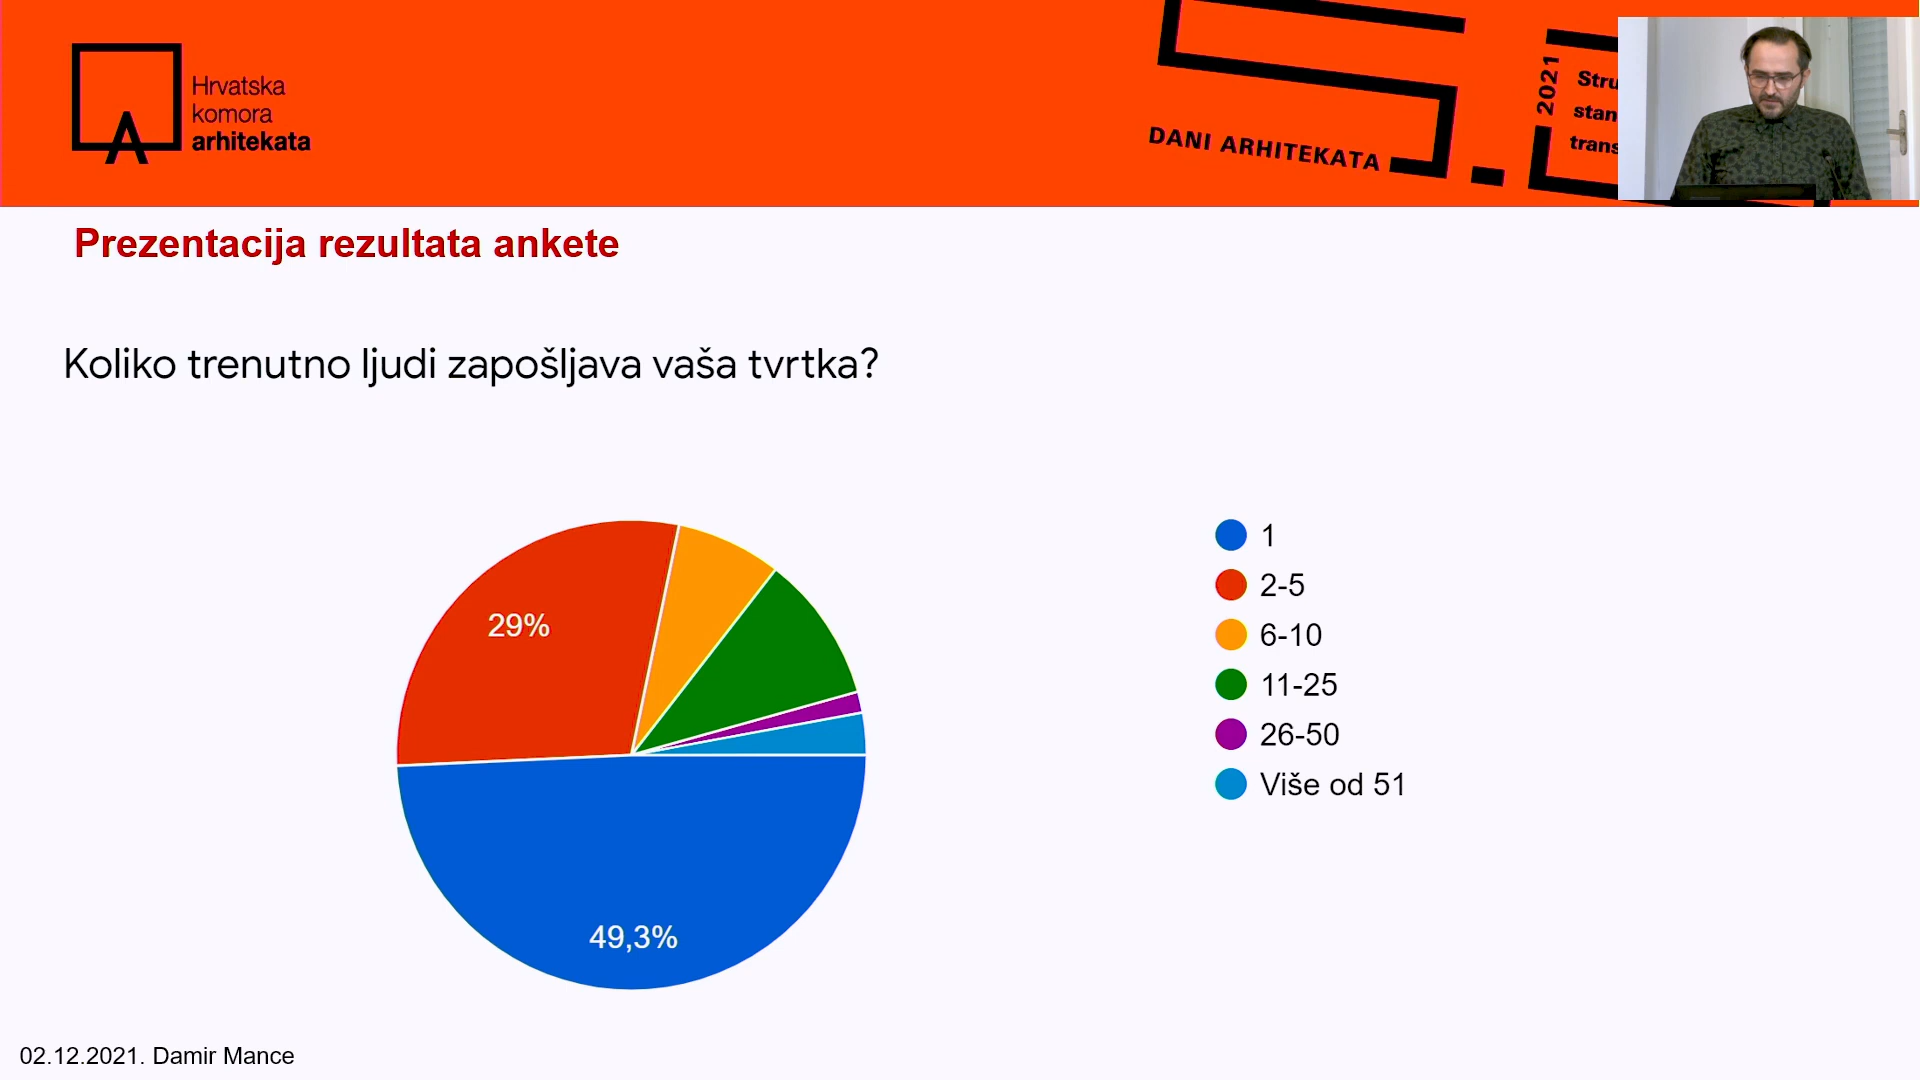 Hrvatska
komora
arhitekata
DANI ARHITEKATA
2021
Prezentacija rezultata ankete
Koliko trenutno ljudi zapošljava vaša tvrtka?
29%
49,3%
1
2-5
6-10
11-25
26-50
Više od 51
02.12.2021. Damir Mance